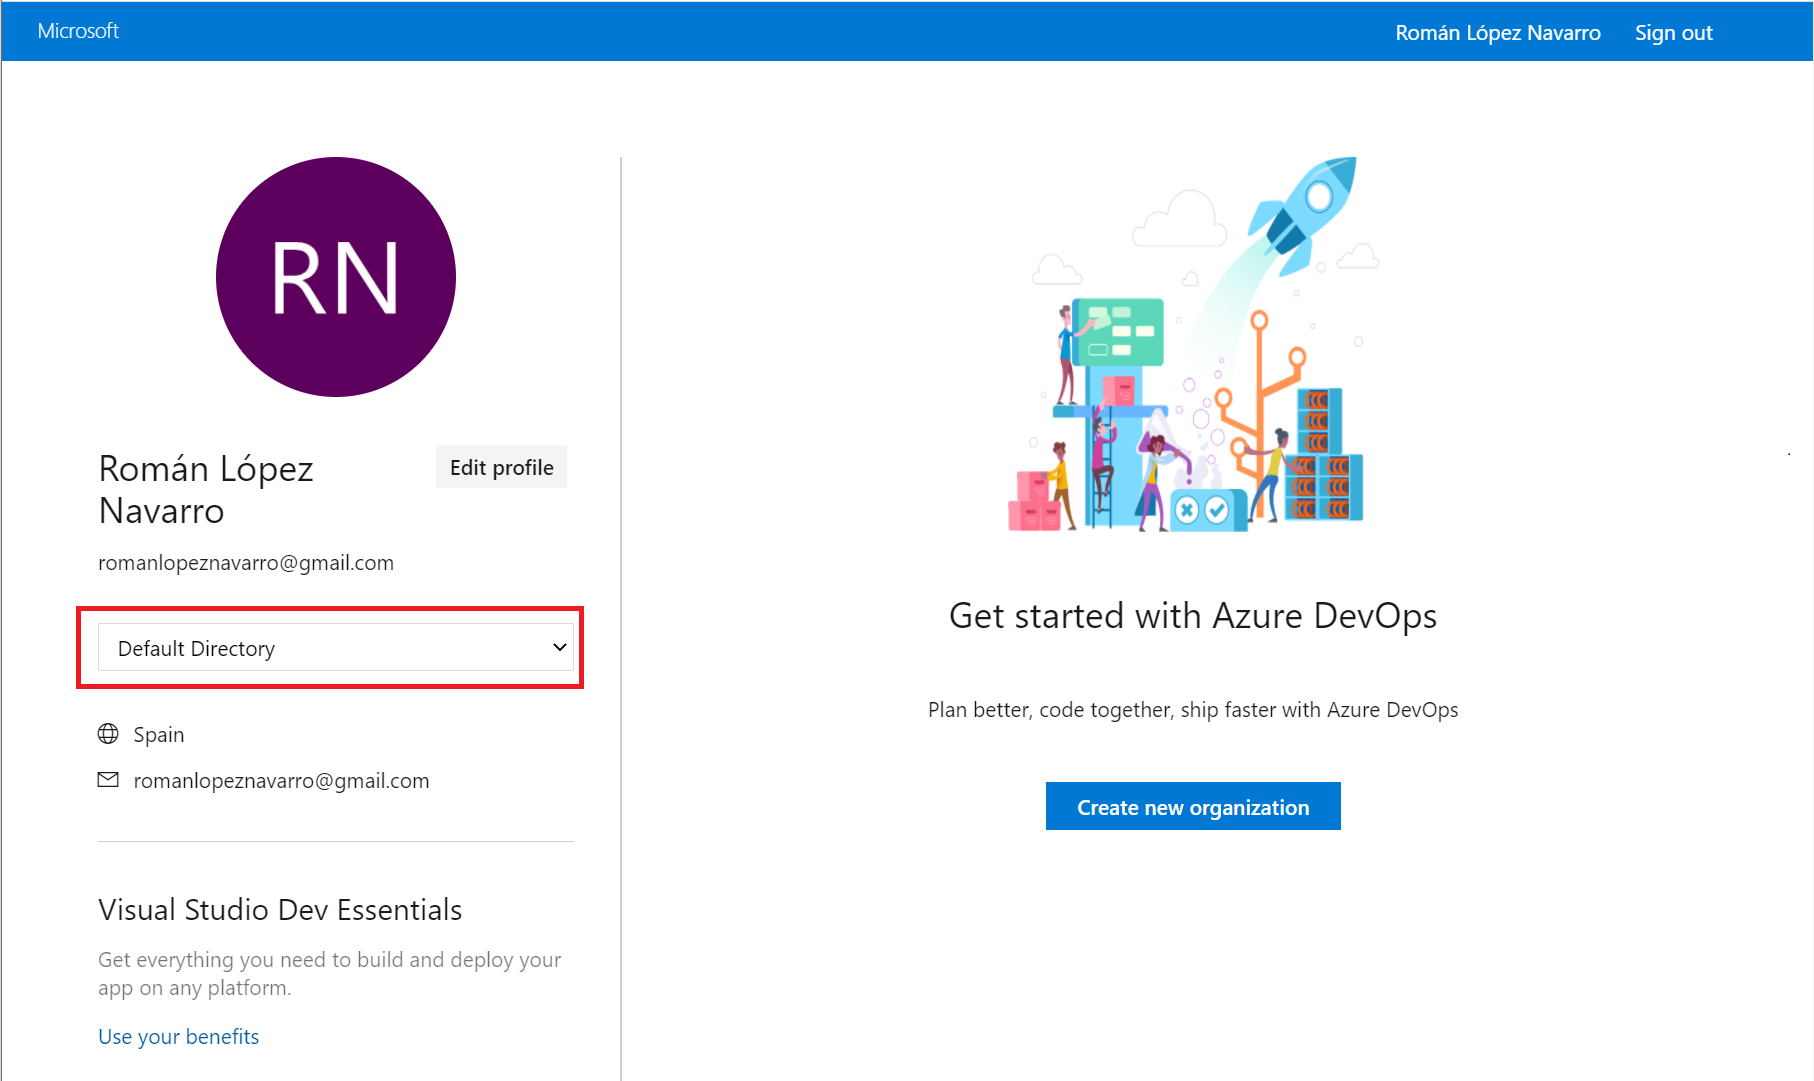 Microsoft
Román López Navarro
Sign out
RN
Román López
Navarro
Edit profile
romanlopeznavarro@gmail.com
Default Directory
Spain
romanlopeznavarro@gmail.com
Visual Studio Dev Essentials
Get everything you need to build and deploy your
app on any platform.
Use your benefits
Get started with Azure DevOps
Plan better, code together, ship faster with Azure DevOps
Create new organization